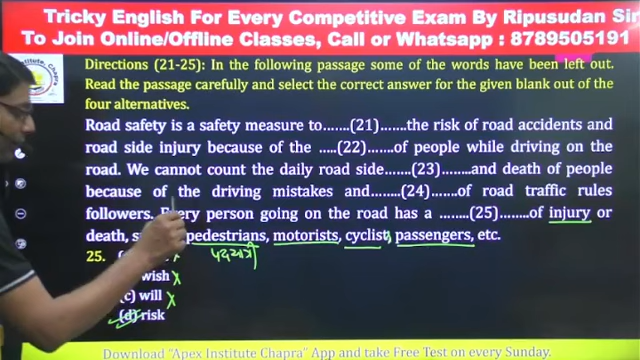 Tricky English For Every Competitive Exam By Ripusudan Si
To Join Online/Offline Classes, Call or Whatsapp : 8789505191
Institute, Chapra
Directions (21-25): In the following passage some of the words have been left out.
Read the passage carefully and select the correct answer for the given blank out of the
four alternatives.
Road safety is a safety measure to.......(21).......the risk of road accidents and
road side injury because of the .....(22).......of people while driving on the
road. We cannot count the daily road side.......(23).......and death of people
because of the driving mistakes and.......(24).......of road traffic rules
followers. Every person going on the road has a .......(25).......of injury or
death, pedestrians, motorists, cyclist, passengers, etc.
25.
पदयात्री
wish
(c) will
(d) risk
Download "Apex Institute Chapra" App and take Free Test on every Sunday.